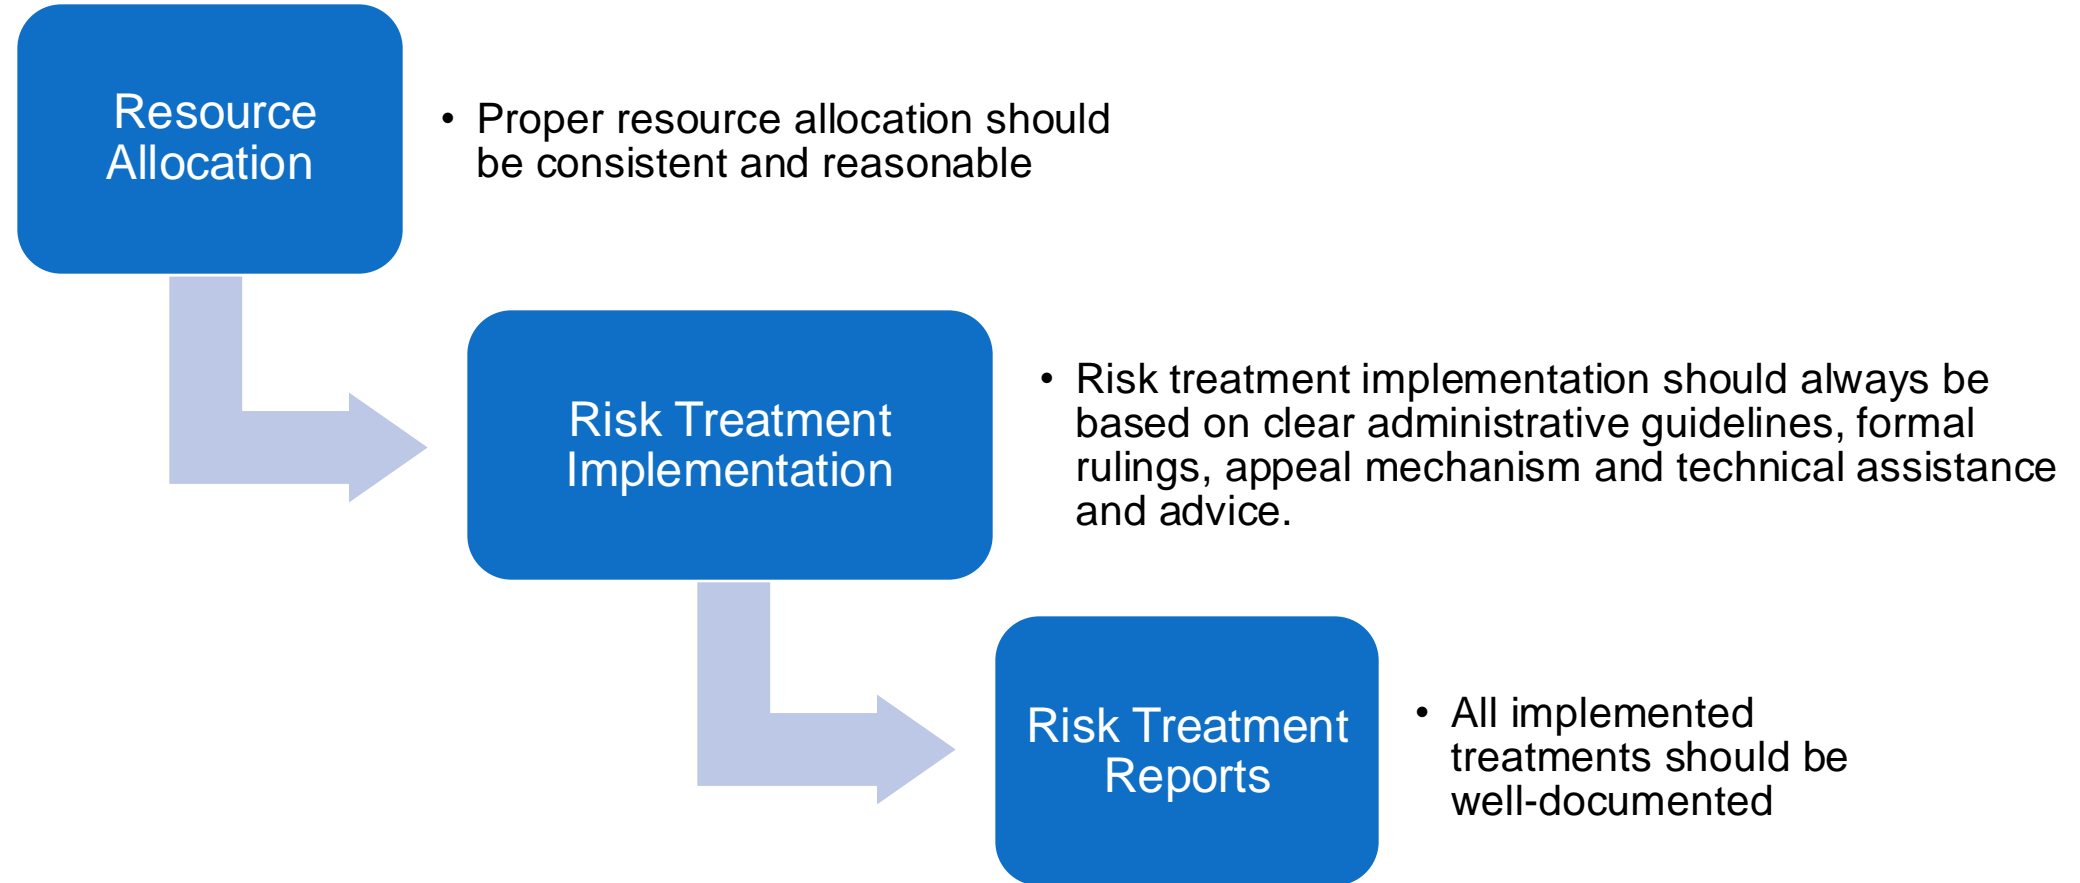 Resource
Allocation
• Proper resource allocation should
be consistent and reasonable
Risk Treatment
Implementation
• Risk treatment implementation should always be
based on clear administrative guidelines, formal
rulings, appeal mechanism and technical assistance
and advice.
Risk Treatment
Reports
• All implemented
treatments should be
well-documented